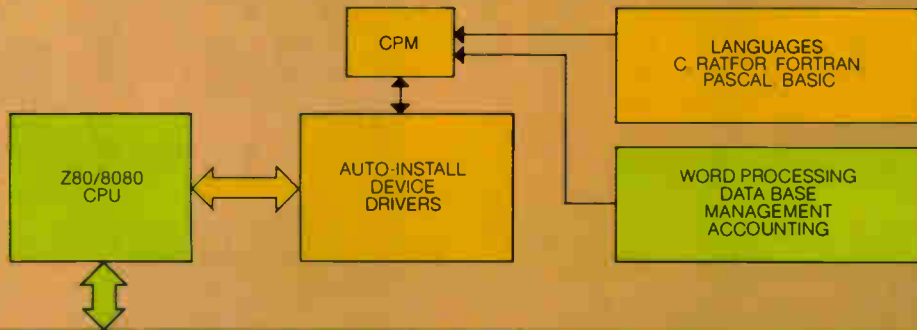 CPM
LANGUAGES
C RATFOR FORTRAN
PASCAL BASIC
Z80/8080
CPU
AUTO-INSTALL
DEVICE
DRIVERS
WORD PROCESSING
DATA BASE
MANAGEMENT
ACCOUNTING